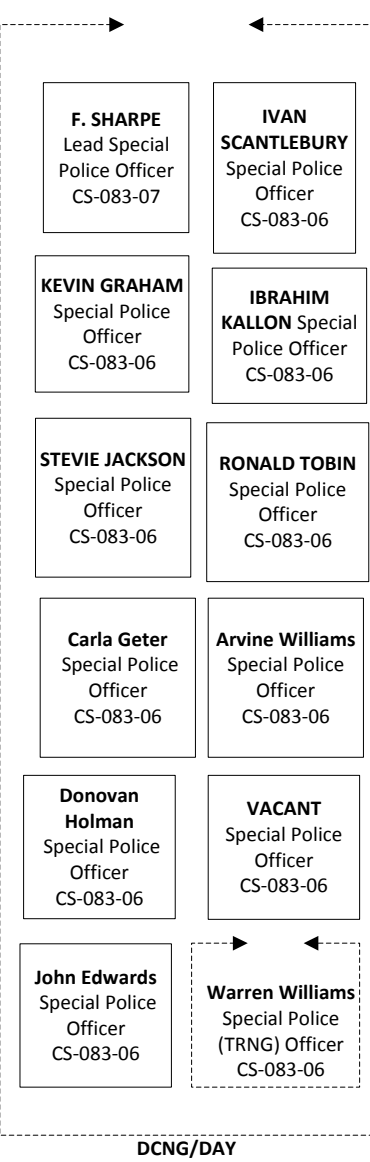 F. SHARPE
Lead Special
Police Officer
CS-083-07
IVAN
SCANTLEBURY
Special Police
Officer
CS-083-06
KEVIN GRAHAM
Special Police
Officer
CS-083-06
IBRAHIM
KALLON Special
Police Officer
CS-083-06
STEVIE JACKSON
Special Police
Officer
CS-083-06
RONALD TOBIN
Special Police
Officer
CS-083-06
Carla Geter
Special Police
Officer
CS-083-06
Arvine Williams
Special Police
Officer
CS-083-06
Donovan
Holman
Special Police
Officer
CS-083-06
VACANT
Special Police
Officer
CS-083-06
John Edwards
Special Police
Officer
CS-083-06
Warren Williams
Special Police
(TRNG) Officer
CS-083-06
DCNG/DAY